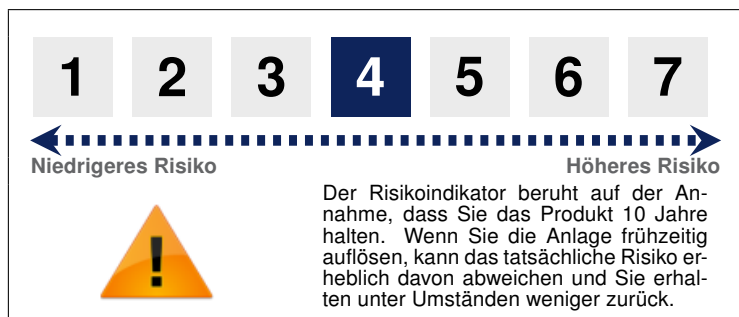 1 2 3 4 5 6 7
Niedrigeres Risiko Höheres Risiko
Der Risikoindikator beruht auf der An-
nahme, dass Sie das Produkt 10 Jahre
halten. Wenn Sie die Anlage frühzeitig
auflösen, kann das tatsächliche Risiko er-
heblich davon abweichen und Sie erhal-
ten unter Umständen weniger zurück.